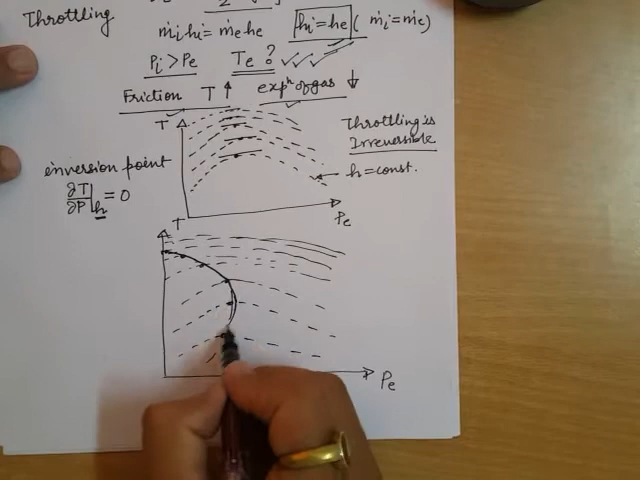 Throttling
ṁᵢhᵢ = ṁₑhₑ hᵢ = hₑ ( ṁᵢ = ṁₑ)
Pᵢ > Pₑ Tₑ ? ✓✓✓
Friction T ↑ expⁿ of gas ↓
T
Throttling is
Irreversible
h = const.
inversion point
∂T/∂P|h = 0
Pₑ
T
Pₑ